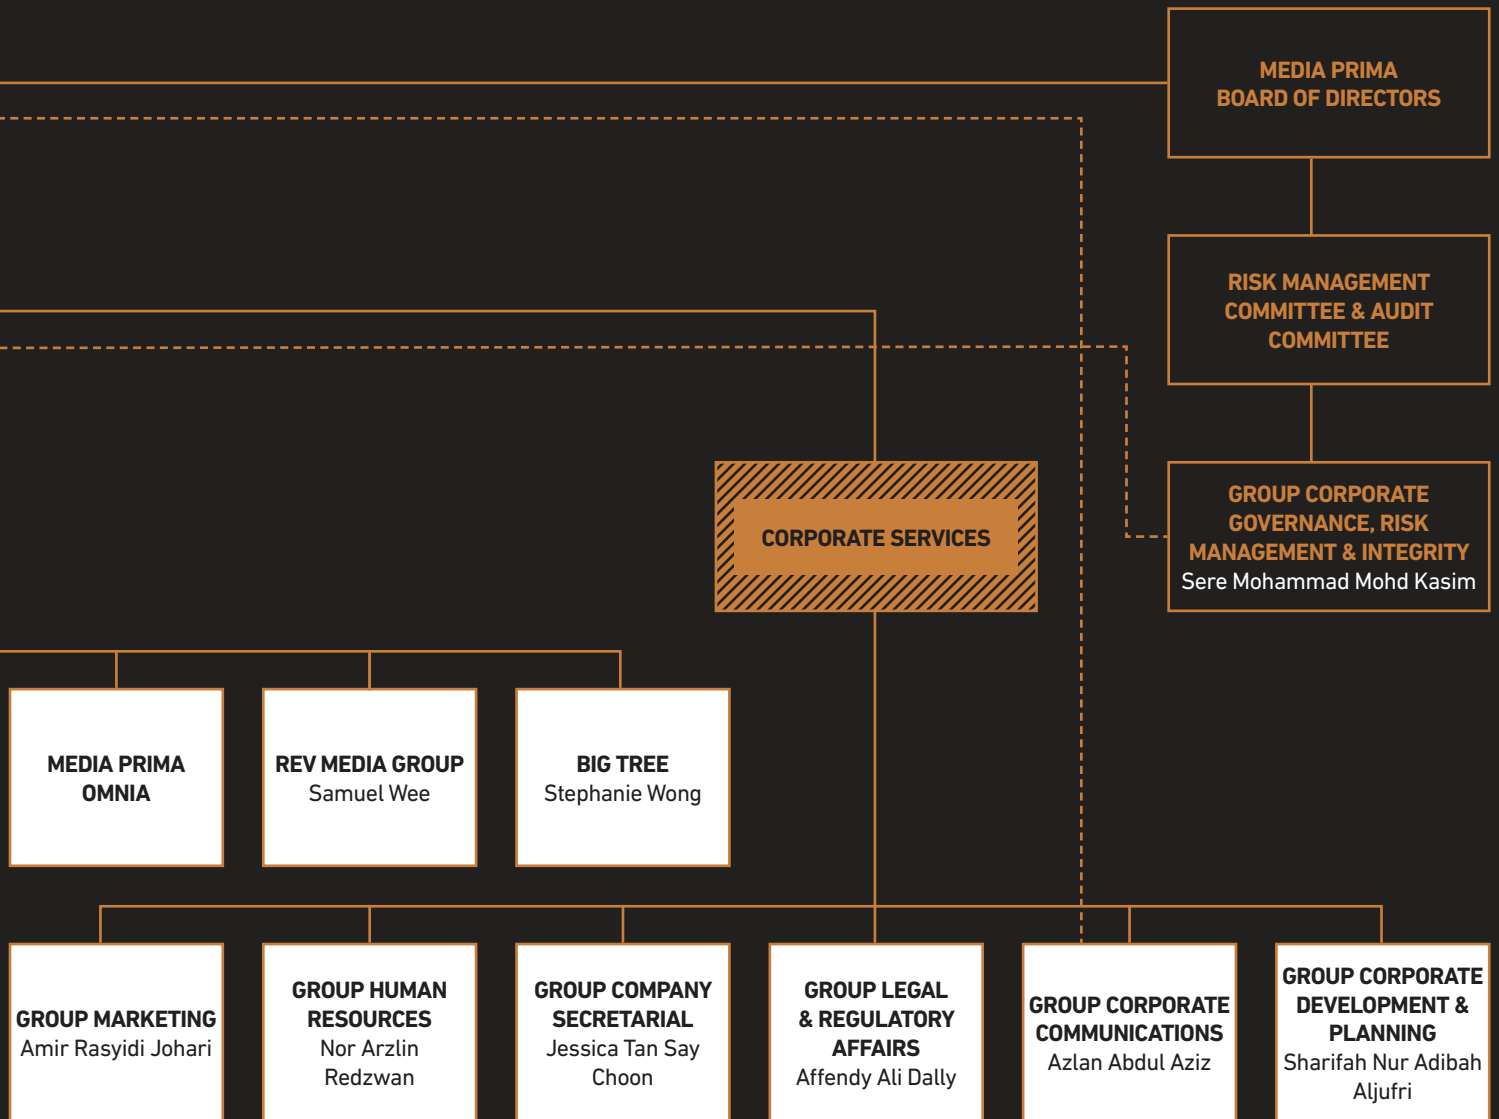 MEDIA PRIMA
BOARD OF DIRECTORS
RISK MANAGEMENT
COMMITTEE & AUDIT
COMMITTEE
GROUP CORPORATE
GOVERNANCE, RISK
MANAGEMENT & INTEGRITY
Sere Mohammad Mohd Kasim
CORPORATE SERVICES
MEDIA PRIMA
OMNIA
REV MEDIA GROUP
Samuel Wee
BIG TREE
Stephanie Wong
GROUP MARKETING
Amir Rasyidi Johari
GROUP HUMAN
RESOURCES
Nor Arzlin
Redzwan
GROUP COMPANY
SECRETARIAL
Jessica Tan Say
Choon
GROUP LEGAL
& REGULATORY
AFFAIRS
Affendy Ali Dally
GROUP CORPORATE
COMMUNICATIONS
Azlan Abdul Aziz
GROUP CORPORATE
DEVELOPMENT &
PLANNING
Sharifah Nur Adibah
Aljufri